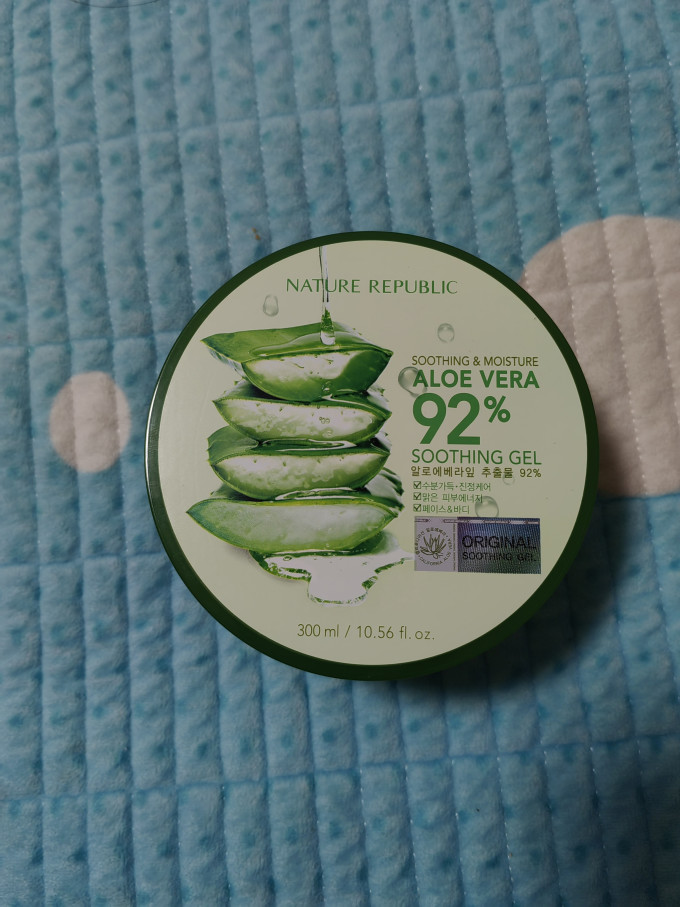 NATURE REPUBLIC
SOOTHING & MOISTURE
ALOE VERA
92%
SOOTHING GEL
알로에베라잎 추출물 92%
수분가득·진정케어
맑은 피부에너지
페이스&바디
ORIGINAL
SOOTHING GEL
300 ml / 10.56 fl. oz.